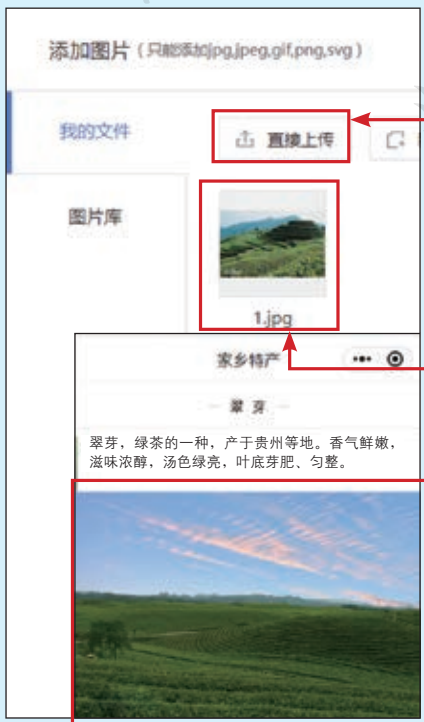 添加图片（只能添加jpg,jpeg,gif,png,svg）
我的文件
直接上传
图片库
1.jpg
家乡特产
翠芽
翠芽，绿茶的一种，产于贵州等地。香气鲜嫩，
滋味浓醇，汤色绿亮，叶底芽肥、匀整。